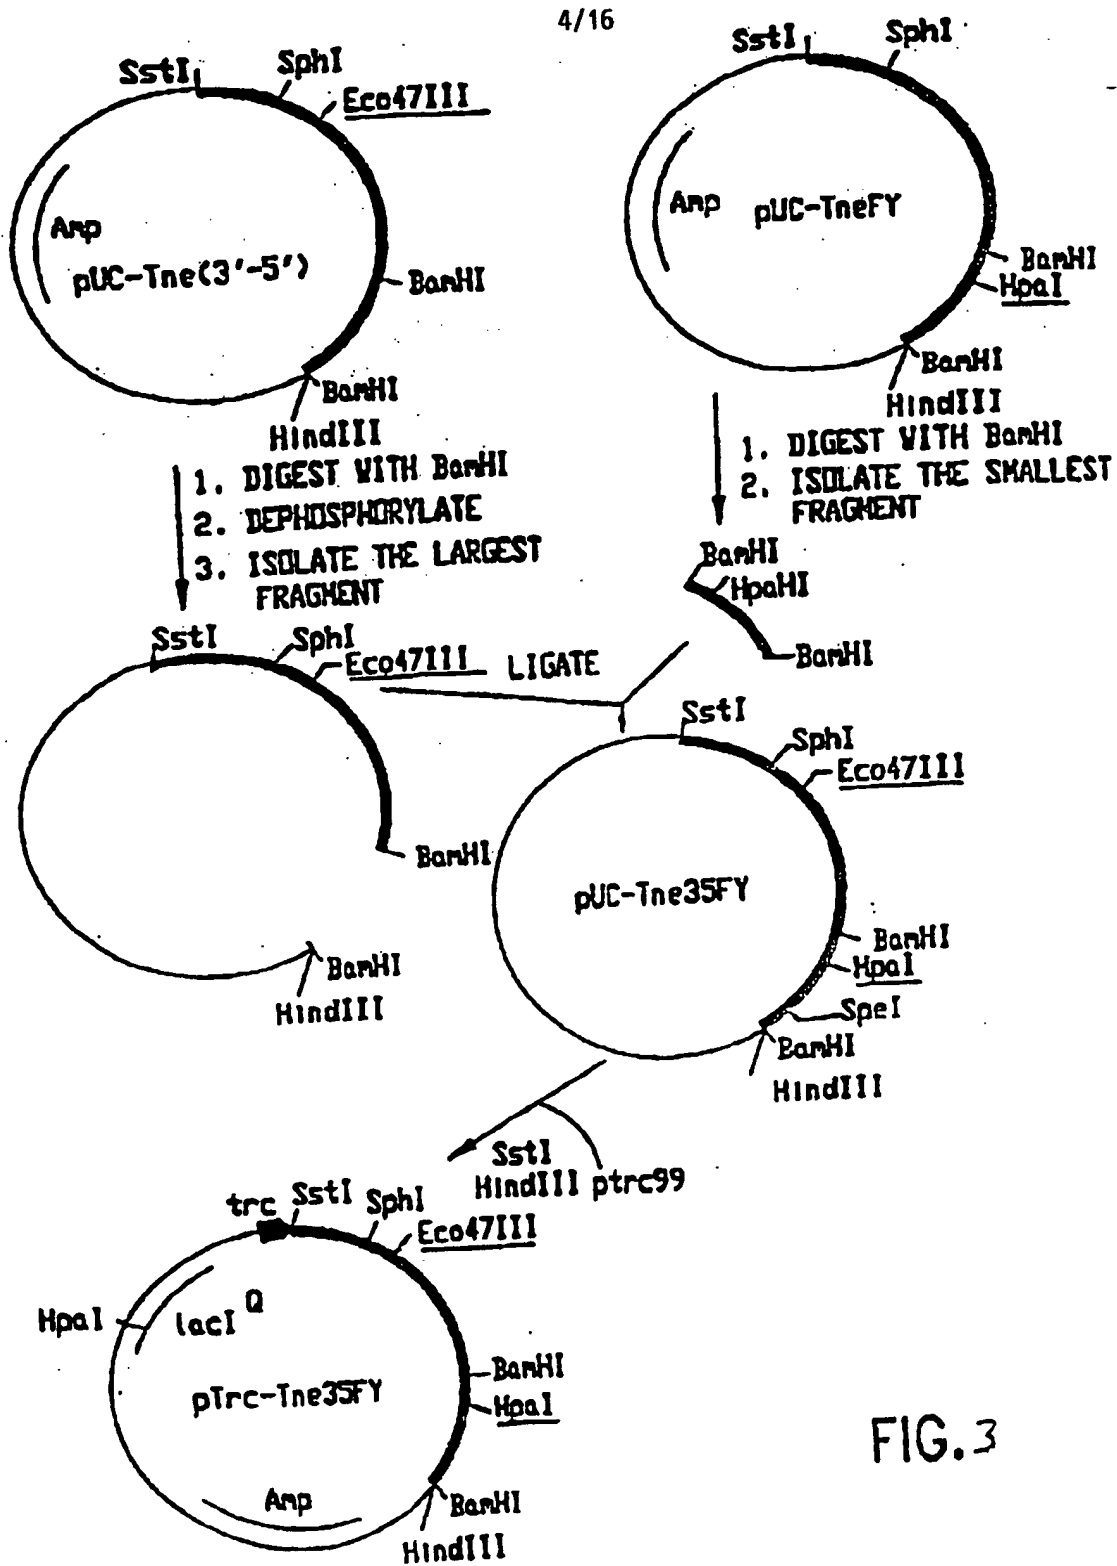 4/16
SstI
SphI
Eco47III
Amp
pUC-Tne(3'-5')
BamHI
BamHI
HindIII
SstI
SphI
Amp
pUC-TneFY
BamHI
HpaI
BamHI
HindIII
1. DIGEST WITH BamHI
2. DEPHOSPHORYLATE
3. ISOLATE THE LARGEST
FRAGMENT
1. DIGEST WITH BamHI
2. ISOLATE THE SMALLEST
FRAGMENT
BamHI
HpaHI
BamHI
SstI
SphI
Eco47III
LIGATE
BamHI
BamHI
HindIII
SstI
SphI
Eco47III
pUC-Tne35FY
BamHI
HpaI
SpeI
BamHI
HindIII
SstI
HindIII ptrc99
trc
SstI
SphI
Eco47III
HpaI
lacI Q
pTrc-Tne35FY
BamHI
HpaI
Amp
BamHI
HindIII
FIG.3